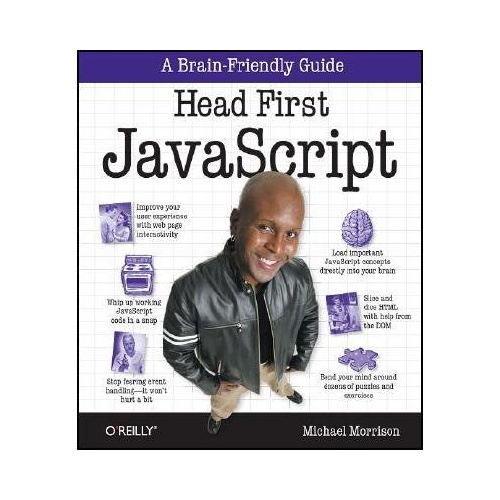 A Brain-Friendly Guide
Head First
JavaScript
Improve your
user experience
with web page
interactivity
Whip up working
JavaScript
code in a snap
Stop fearing event
handling—it won't
hurt a bit
Load important
JavaScript concepts
directly into your brain
Slice and
dice HTML
with help from
the DOM
Bend your mind around
dozens of puzzles and
exercises
O'REILLY®
Michael Morrison